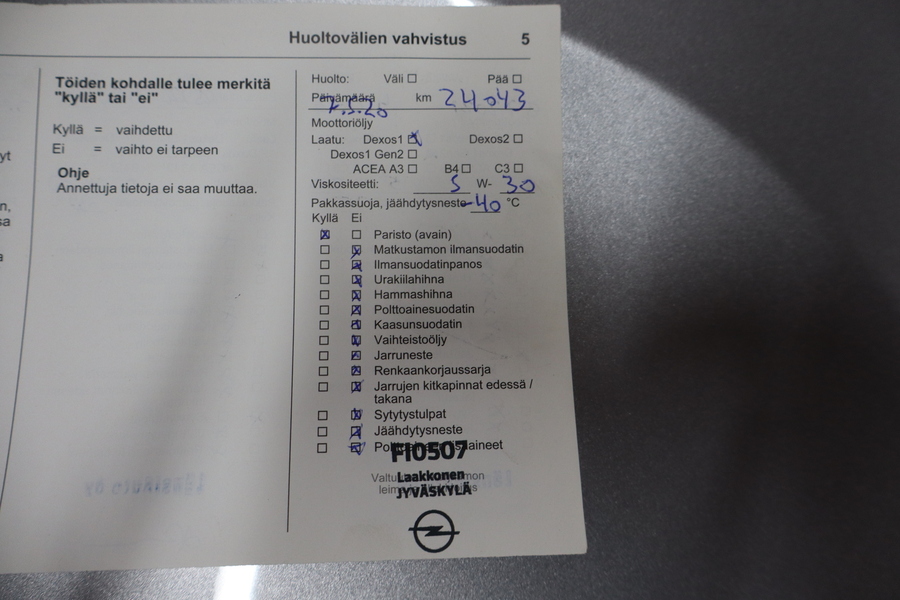 Huoltovälien vahvistus 5
yt
n,
sa
a
Töiden kohdalle tulee merkitä
"kyllä" tai "ei"
Kyllä = vaihdettu
Ei = vaihto ei tarpeen
Ohje
Annettuja tietoja ei saa muuttaa.
Huolto: Väli ☐ Pää ☐
Päivämäärä km 24043
Moottoriöljy
Laatu: Dexos1 ☒ Dexos2 ☐
Dexos1 Gen2 ☐
ACEA A3 ☐ B4 ☐ C3 ☐
Viskositeetti: 5 W- 30
Pakkassuoja, jäähdytysneste -40 °C
Kyllä Ei
☒ ☐ Paristo (avain)
☐ ☒ Matkustamon ilmansuodatin
☐ ☒ Ilmansuodatinpanos
☐ ☒ Urakiilahihna
☐ ☒ Hammashihna
☐ ☒ Polttoainesuodatin
☐ ☒ Kaasunsuodatin
☐ ☒ Vaihteistoöljy
☐ ☒ Jarruneste
☐ ☒ Renkaankorjaussarja
☐ ☒ Jarrujen kitkapinnat edessä /
takana
☐ ☒ Sytytystulpat
☐ ☒ Jäähdytysneste
☐ ☒
FI0507
Laakkonen
JYVÄSKYLÄ